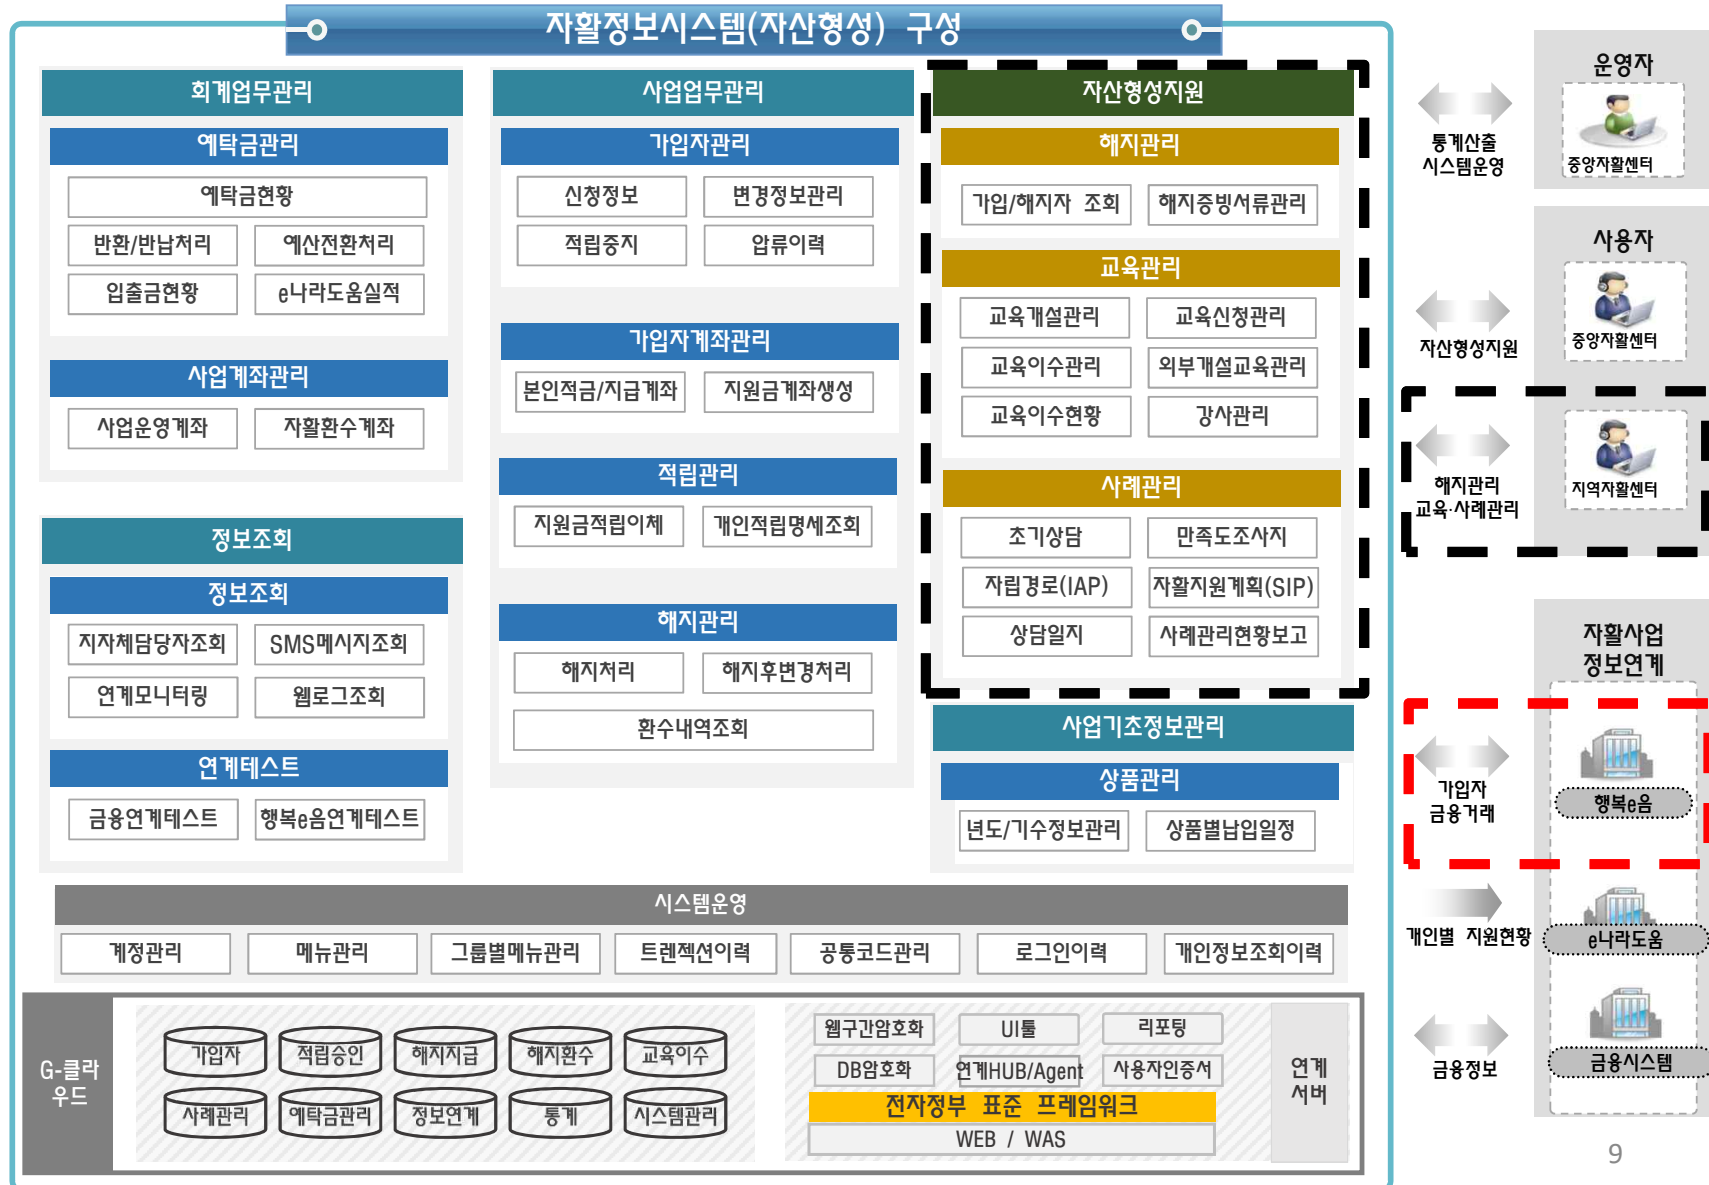 자활정보시스템(자산형성) 구성
회계업무관리
예탁금관리
예탁금현황
반환/반납처리
예산전환처리
입출금현황
e나라도움실적
사업계좌관리
사업운영계좌
자활환수계좌
정보조회
정보조회
지자체담당자조회
SMS메시지조회
연계모니터링
웹로그조회
연계테스트
금융연계테스트
행복e음연계테스트
사업업무관리
가입자관리
신청정보
변경정보관리
적립중지
압류이력
가입자계좌관리
본인적금/지급계좌
지원금계좌생성
적립관리
지원금적립이체
개인적립명세조회
해지관리
해지처리
해지후변경처리
환수내역조회
자산형성지원
해지관리
가입/해지자 조회
해지증빙서류관리
교육관리
교육개설관리
교육신청관리
교육이수관리
외부개설교육관리
교육이수현황
강사관리
사례관리
초기상담
만족도조사지
자립경로(IAP)
자활지원계획(SIP)
상담일지
사례관리현황보고
사업기초정보관리
상품관리
년도/기수정보관리
상품별납입일정
시스템운영
계정관리
메뉴관리
그룹별메뉴관리
트렌젝션이력
공통코드관리
로그인이력
개인정보조회이력
G-클라
우드
가입자
적립승인
해지지급
해지환수
교육이수
사례관리
예탁금관리
정보연계
통계
시스템관리
웹구간암호화
UI툴
리포팅
DB암호화
연계HUB/Agent
사용자인증서
전자정부 표준 프레임워크
WEB / WAS
연계
서버
통계산출
시스템운영
운영자
중앙자활센터
자산형성지원
사용자
중앙자활센터
해지관리
교육·사례관리
지역자활센터
자활사업
정보연계
가입자
금융거래
행복e음
개인별 지원현황
e나라도움
금융정보
금융시스템
9